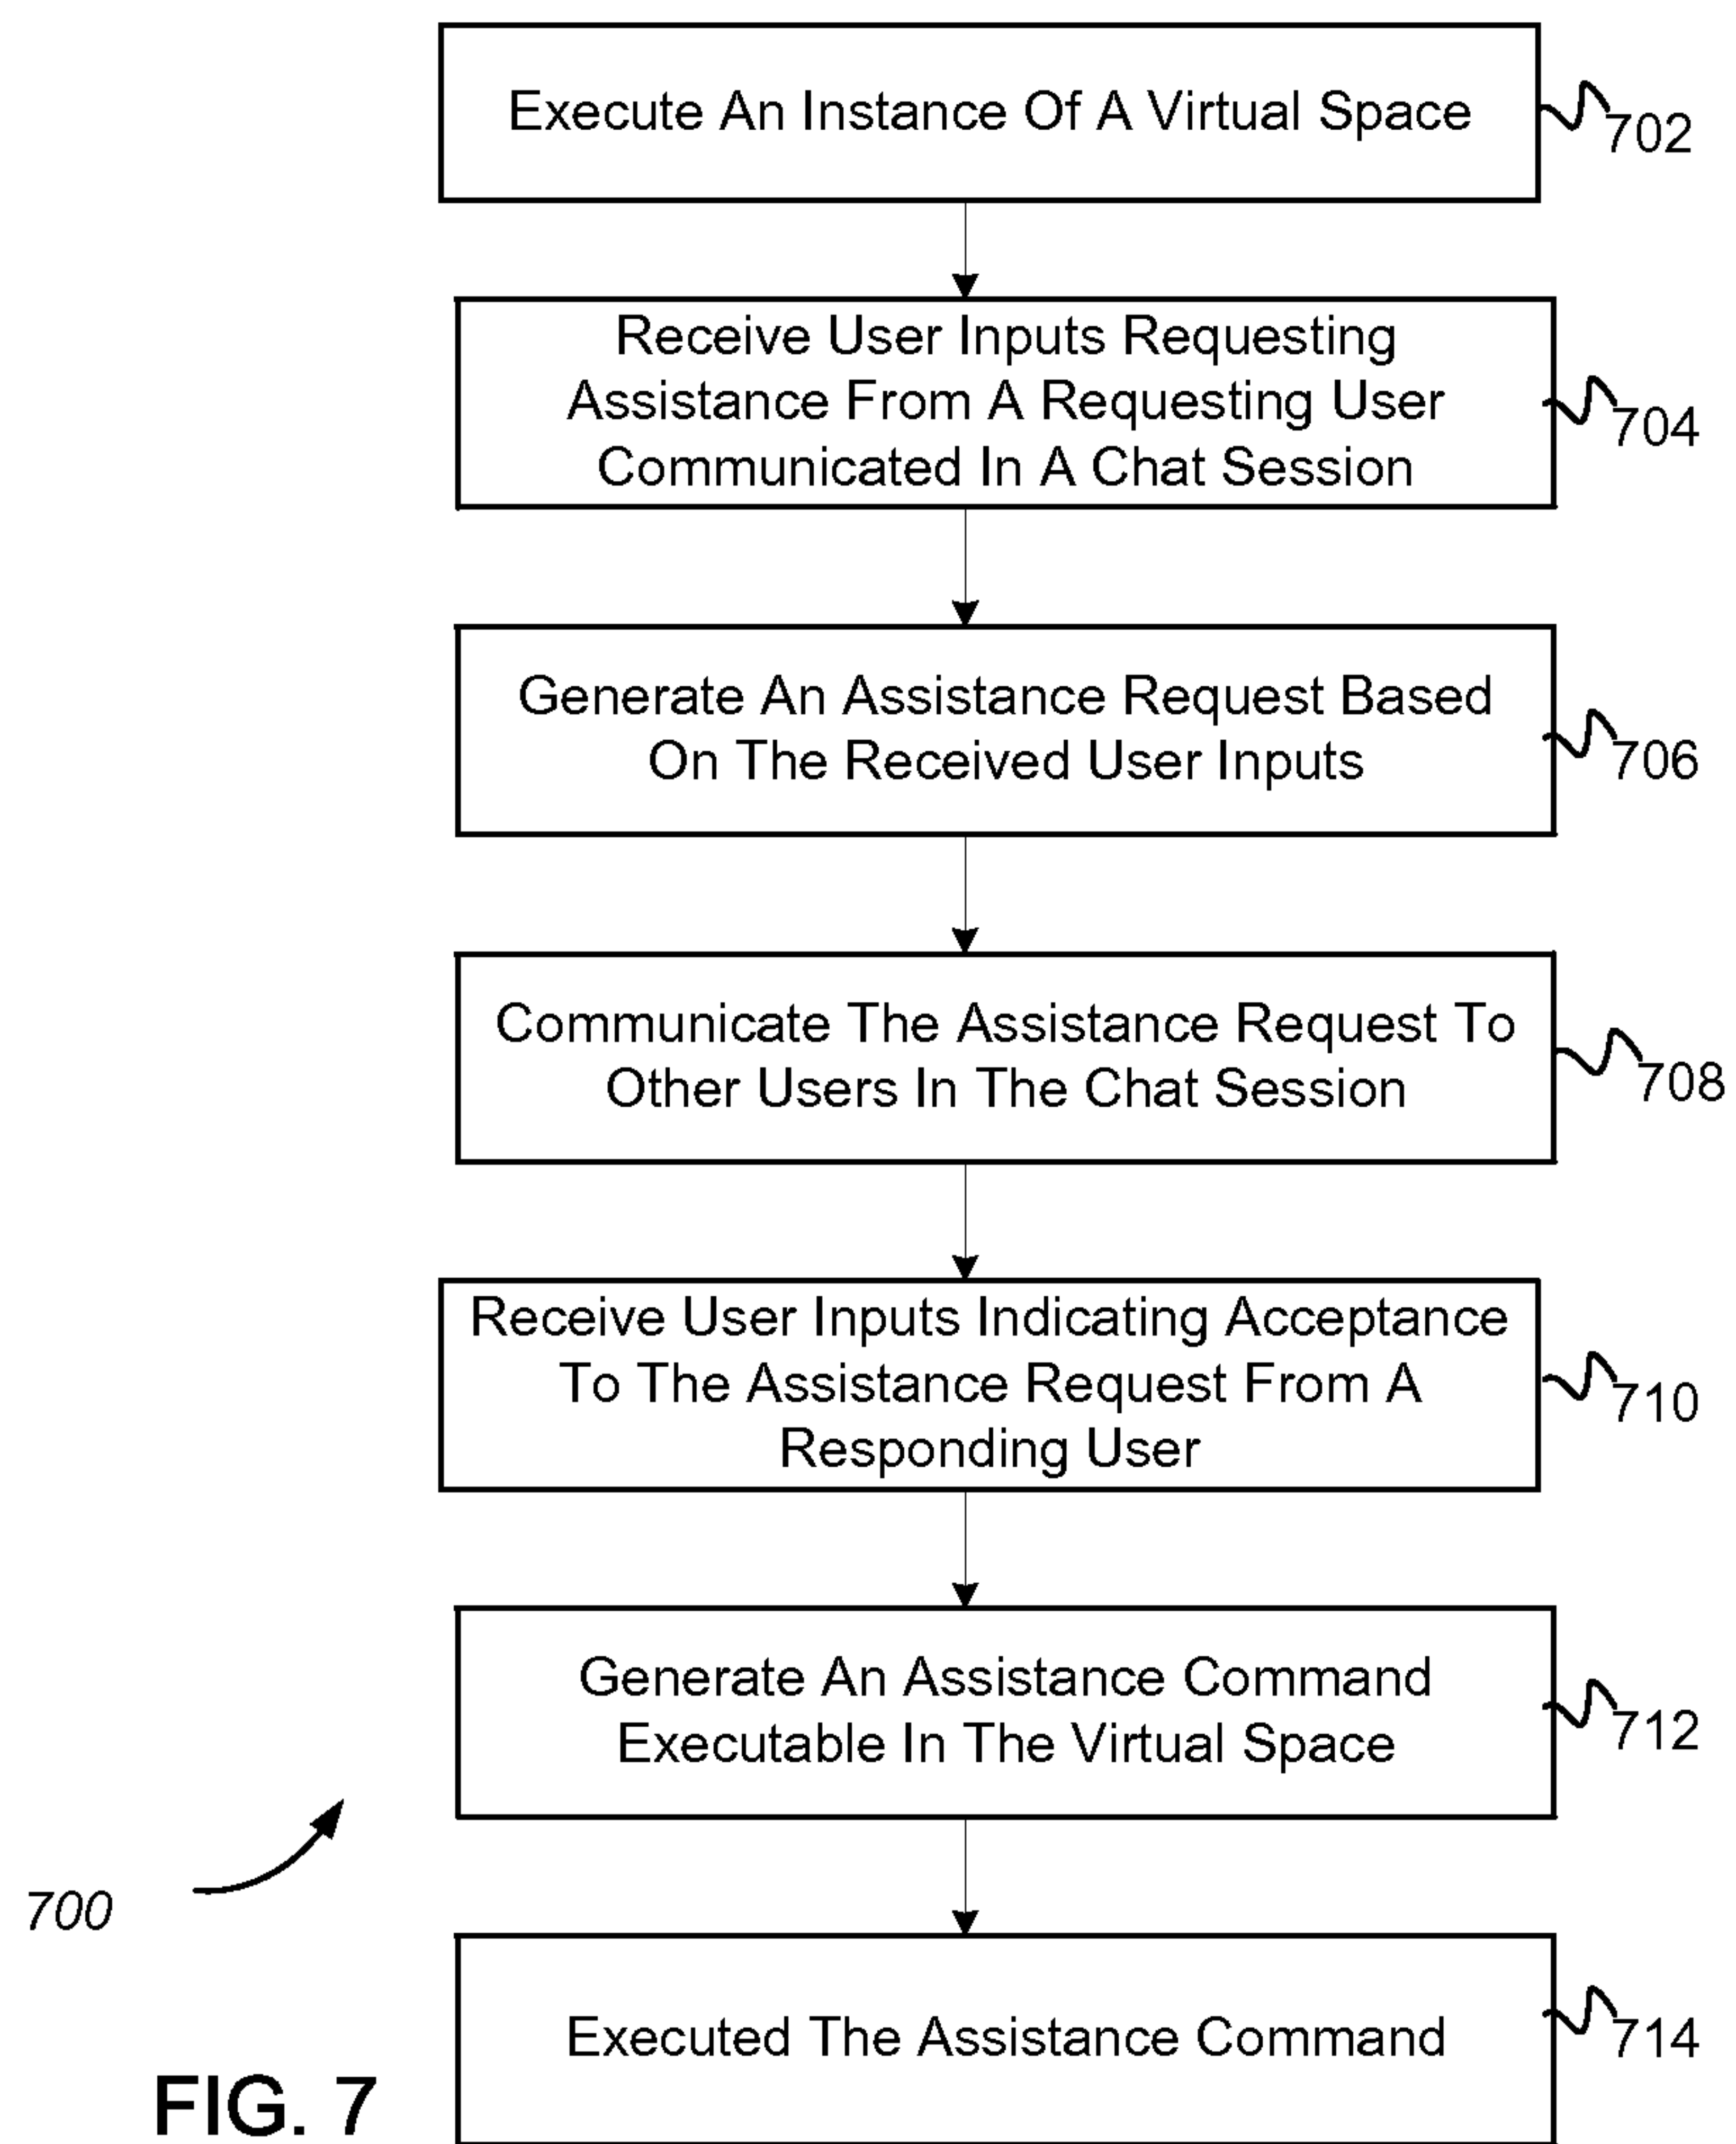 Execute An Instance Of A Virtual Space
702
Receive User Inputs Requesting
Assistance From A Requesting User
Communicated In A Chat Session
704
Generate An Assistance Request Based
On The Received User Inputs
706
Communicate The Assistance Request To
Other Users In The Chat Session
708
Receive User Inputs Indicating Acceptance
To The Assistance Request From A
Responding User
710
Generate An Assistance Command
Executable In The Virtual Space
712
700
Executed The Assistance Command
714
FIG. 7